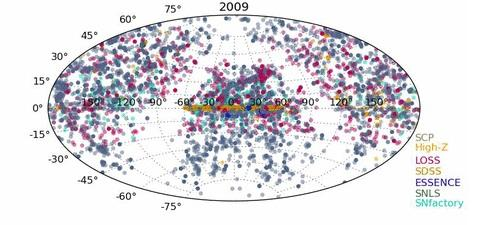 2009
75°
60°
45°
30°
15°
0°
-15°
-30°
-45°
-60°
-75°
-150° -120° -90° -60° -30° 0° 30° 60° 90° 120° 150°
SCP
High-Z
LOSS
SDSS
ESSENCE
SNLS
SNfactory